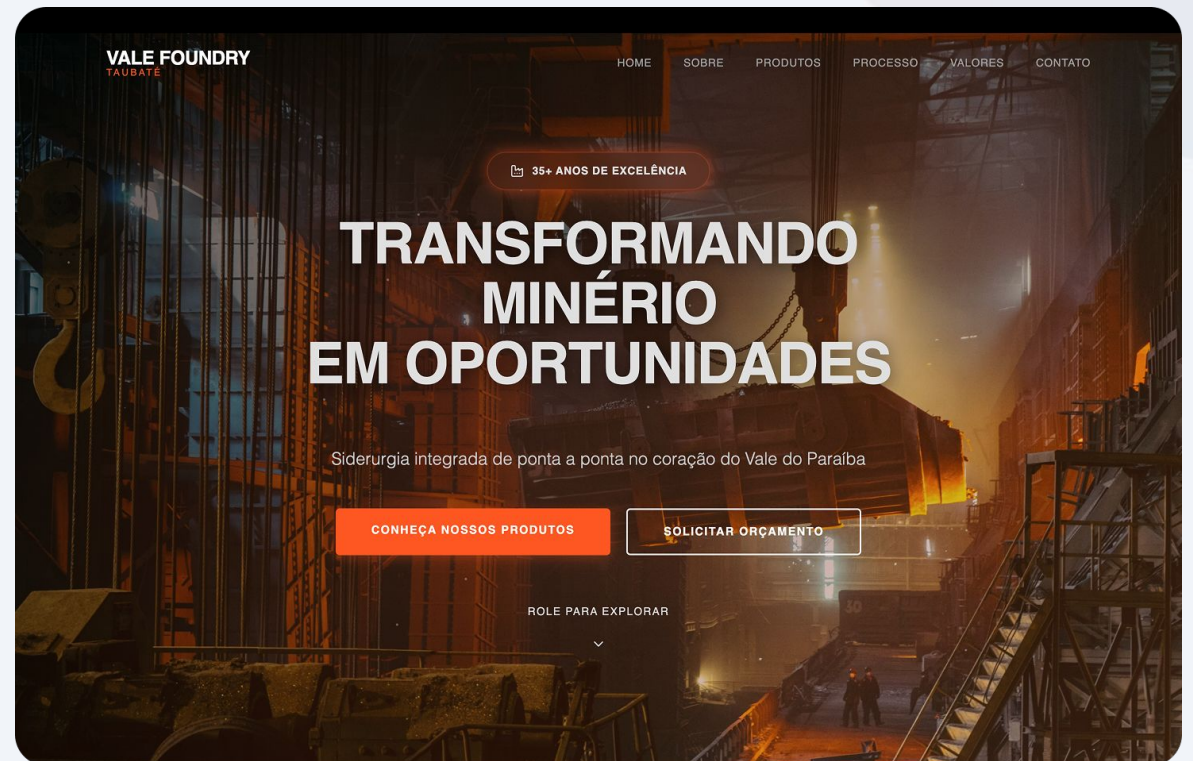 VALE FOUNDRY
TAUBATÉ
HOME SOBRE PRODUTOS PROCESSO VALORES CONTATO
35+ ANOS DE EXCELÊNCIA
TRANSFORMANDO
MINÉRIO
EM OPORTUNIDADES
Siderurgia integrada de ponta a ponta no coração do Vale do Paraíba
CONHEÇA NOSSOS PRODUTOS
SOLICITAR ORÇAMENTO
ROLE PARA EXPLORAR
30